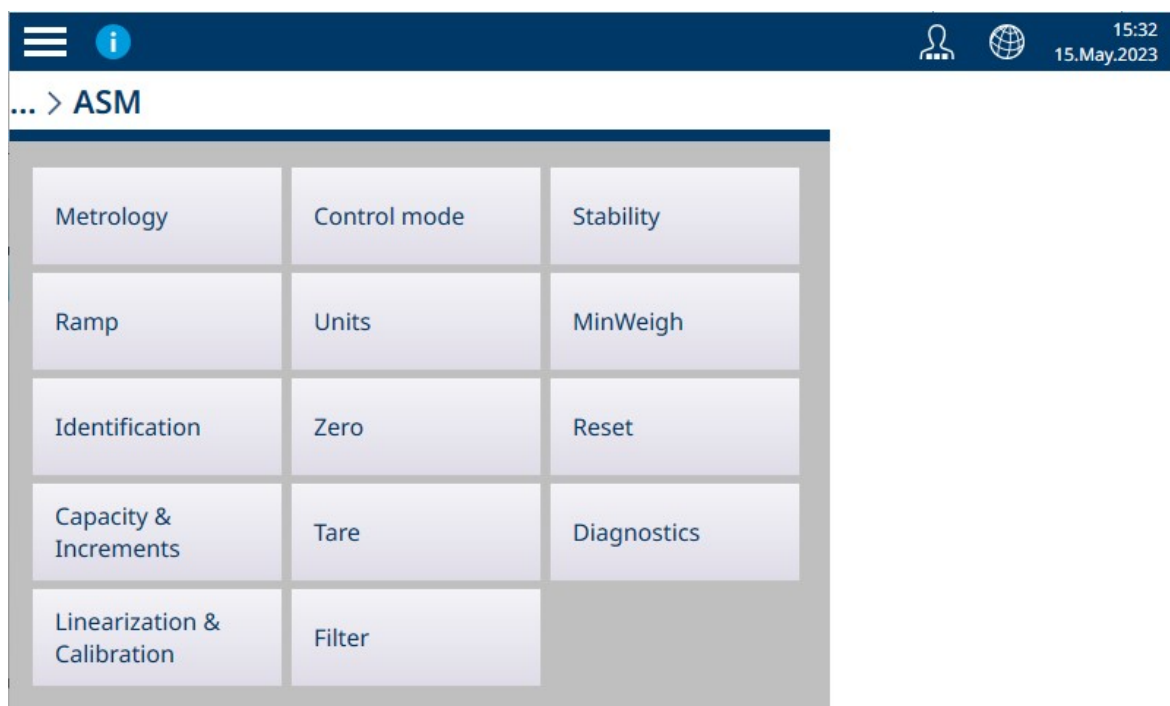 i
15:32
15.May.2023
... > ASM
Metrology
Control mode
Stability
Ramp
Units
MinWeigh
Identification
Zero
Reset
Capacity &
Increments
Tare
Diagnostics
Linearization &
Calibration
Filter